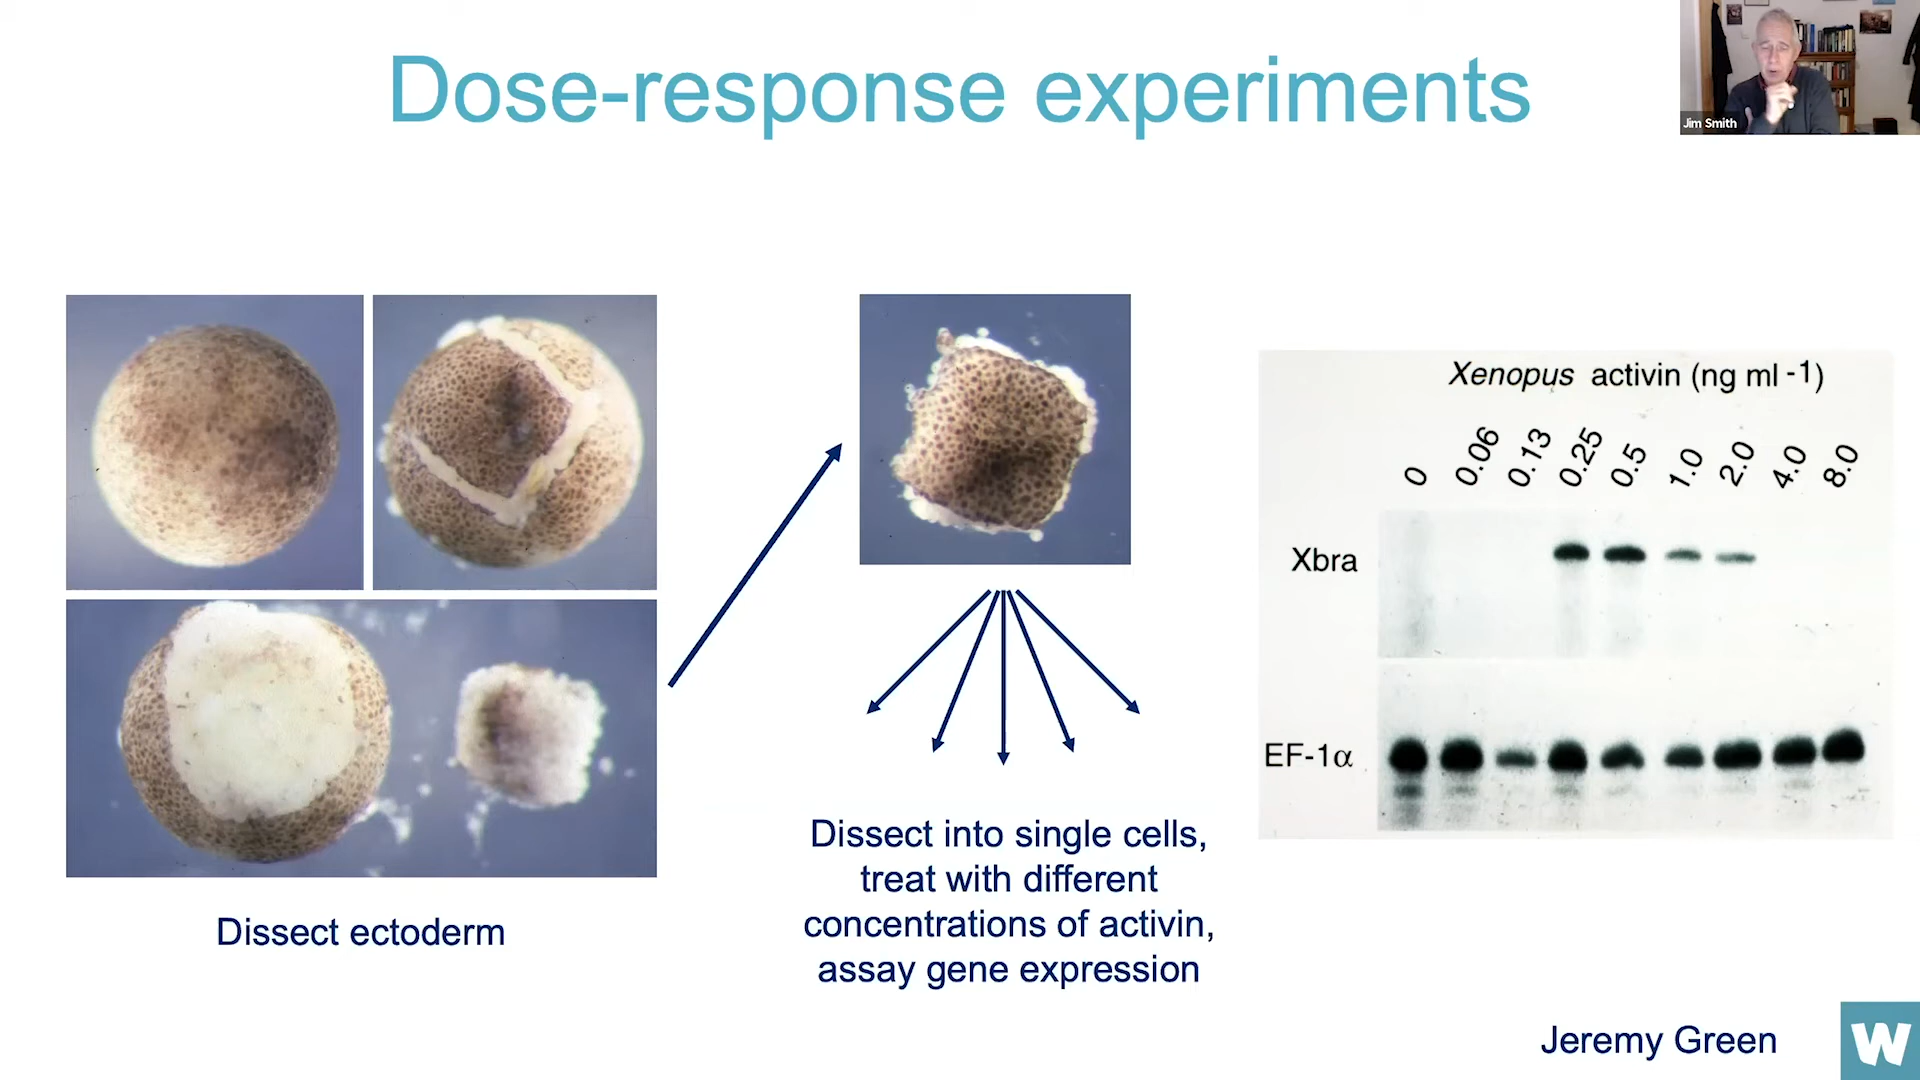 Dose-response experiments
Jim Smith
Xenopus activin (ng ml -1)
0 0.06 0.13 0.25 0.5 1.0 2.0 4.0 8.0
Xbra
EF-1α
Dissect into single cells,
treat with different
concentrations of activin,
assay gene expression
Dissect ectoderm
Jeremy Green
W